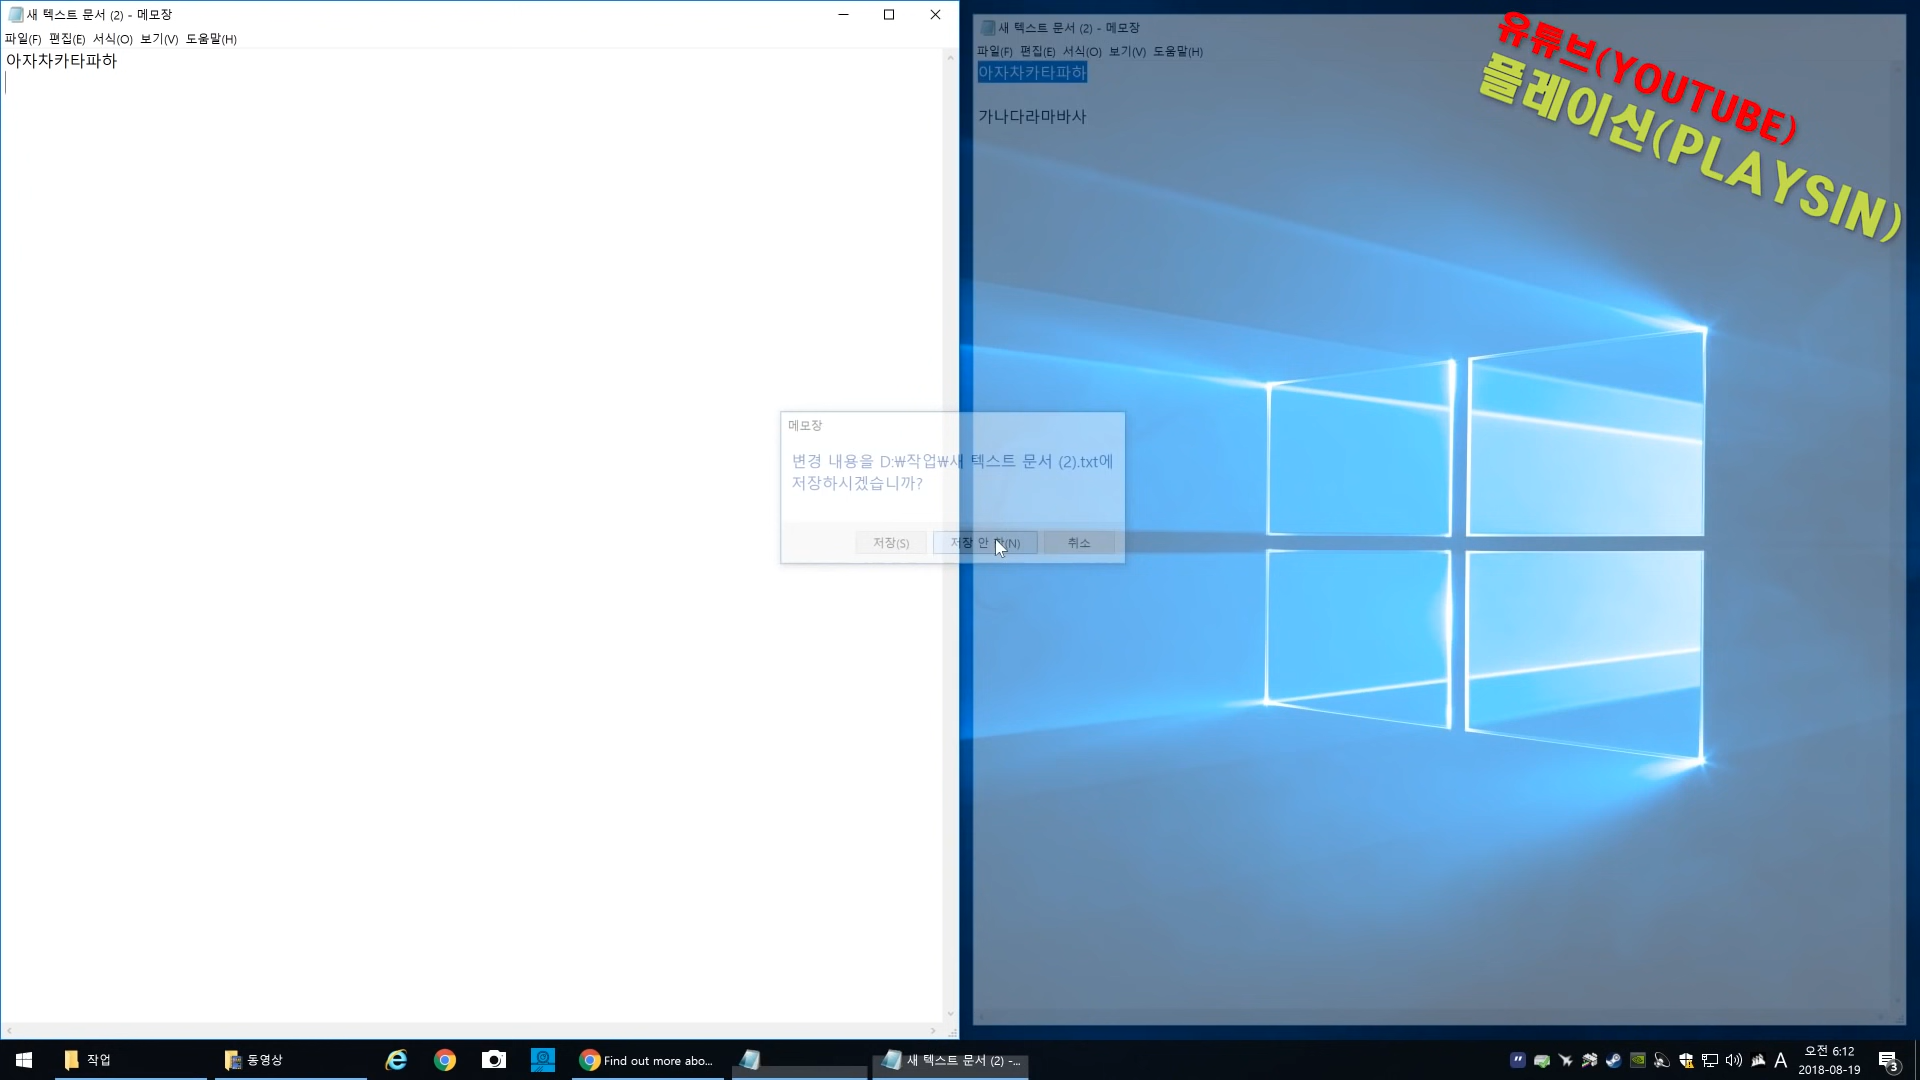 새 텍스트 문서 (2) - 메모장
파일(F) 편집(E) 서식(O) 보기(V) 도움말(H)
아자차카타파하
새 텍스트 문서 (2) - 메모장
파일(F) 편집(E) 서식(O) 보기(V) 도움말(H)
아자차카타파하
가나다라마바사
유튜브(YOUTUBE)
플레이신(PLAYSIN)
메모장
변경 내용을 D:₩작업₩새 텍스트 문서 (2).txt에
저장하시겠습니까?
저장(S) 저장 안 함(N) 취소
작업 동영상 Find out more abo... 새 텍스트 문서 (2) -...
A
오전 6:12
2018-08-19
3